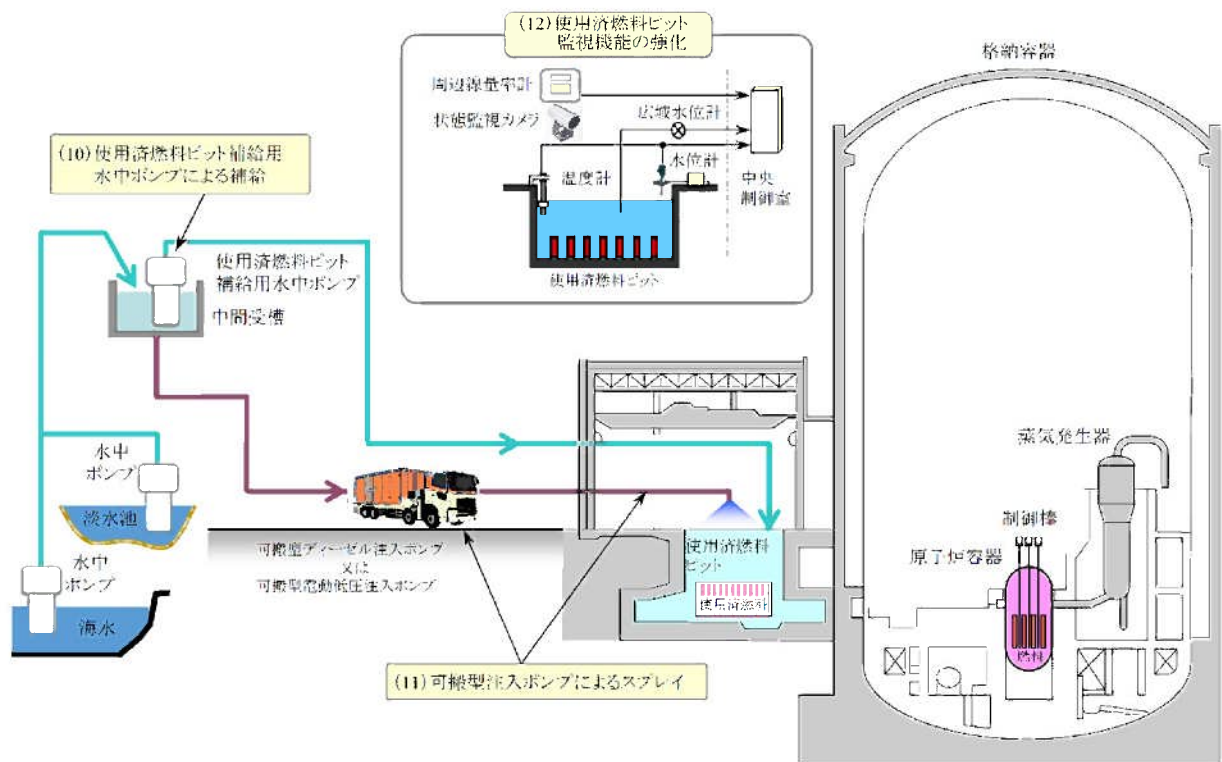 (12)使用済燃料ピット
監視機能の強化
周辺線量率計
状態監視カメラ
広域水位計
水位計
温度計
中央
制御室
使用済燃料ピット
格納容器
(10)使用済燃料ピット補給用
水中ポンプによる補給
使用済燃料ピット
補給用水中ポンプ
中間受槽
水中
ポンプ
淡水池
水中
ポンプ
海水
可搬型ディーゼル注入ポンプ
又は
可搬型電動低圧注入ポンプ
使用済燃料
ピット
使用済燃料
蒸気発生器
制御棒
原子炉容器
燃料
(11)可搬型注入ポンプによるスプレイ